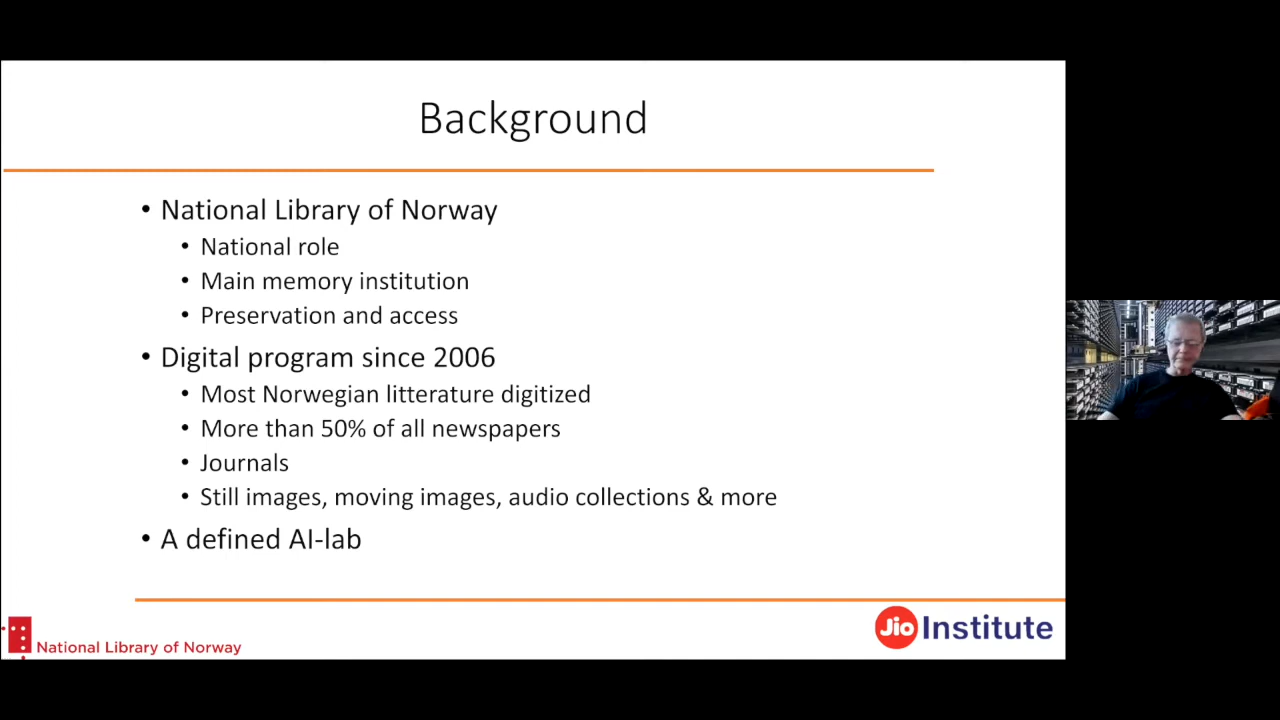 Background
• National Library of Norway
• National role
• Main memory institution
• Preservation and access
• Digital program since 2006
• Most Norwegian litterature digitized
• More than 50% of all newspapers
• Journals
• Still images, moving images, audio collections & more
• A defined AI-lab
National Library of Norway
Jio Institute